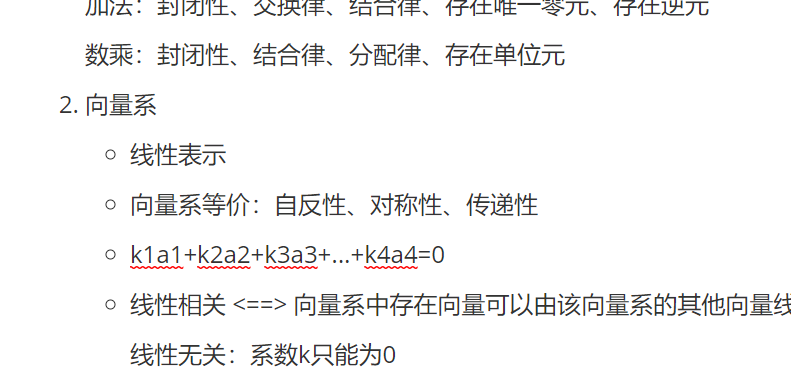 加法：封闭性、交换律、结合律、存在唯一零元、存在逆元
数乘：封闭性、结合律、分配律、存在单位元
2. 向量系
线性表示
向量系等价：自反性、对称性、传递性
k1a1+k2a2+k3a3+...+k4a4=0
线性相关 <==> 向量系中存在向量可以由该向量系的其他向量线
线性无关：系数k只能为0